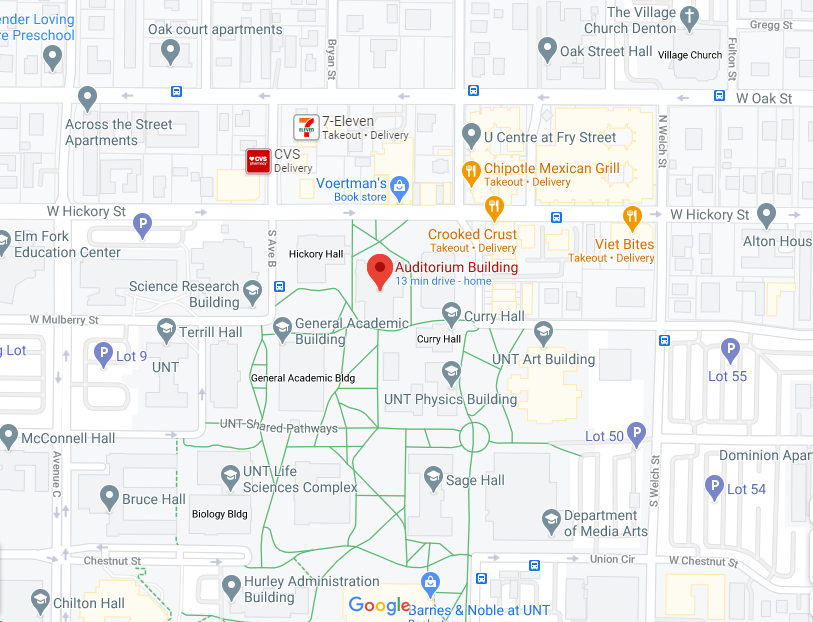 ender Loving
re Preschool
Oak court apartments
Bryan St
The Village
Church Denton
Gregg St
Oak Street Hall
Village Church
Fulton St
W Oak St
Across the Street
Apartments
7-Eleven
Takeout • Delivery
7
ELEVEN
CVS
Delivery
CVS
pharmacy
U Centre at Fry Street
N Welch St
Chipotle Mexican Grill
Takeout • Delivery
Voertman's
Book store
W Hickory St
W Hickory St
Crooked Crust
Takeout • Delivery
Viet Bites
Takeout • Delivery
Alton Hous
Elm Fork
Education Center
P
S Ave B
Hickory Hall
Auditorium Building
13 min drive - home
Science Research
Building
W Mulberry St
Terrill Hall
General Academic
Building
Curry Hall
Curry Hall
g Lot
P
Lot 9
UNT
UNT Art Building
P
Lot 55
General Academic Bldg
UNT Physics Building
UNT Shared Pathways
McConnell Hall
Lot 50
P
Dominion Apar
Avenue C
UNT Life
Sciences Complex
Sage Hall
S Welch St
P
Lot 54
Bruce Hall
Biology Bldg
Department
of Media Arts
Chestnut St
Union Cir
W Chestnut St
Hurley Administration
Building
Chilton Hall
Google
Barnes & Noble at UNT